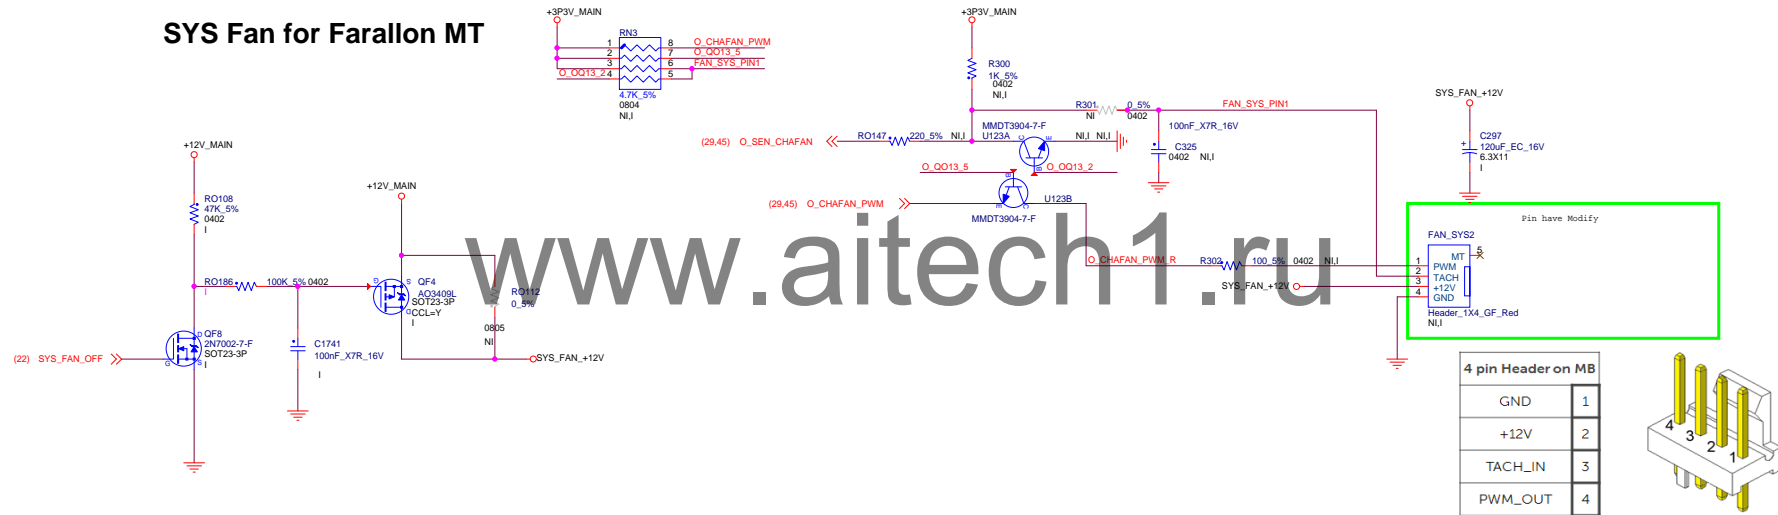 SYS Fan for Farallon MT
+3P3V_MAIN
RN3
1 8 O_CHAFAN_PWM
2 7 O_QO13_5
3 6 FAN_SYS_PIN1
O_OQ13_2 4 5
4.7K_5%
0804
NI,I
+3P3V_MAIN
R300
1K_5%
0402
NI,I
R301 0_5% FAN_SYS_PIN1
NI 0402
MMDT3904-7-F
(29,45) O_SEN_CHAFAN RO147 220_5% NI,I U123A C E NI,I NI,I
B
100nF_X7R_16V
C325
0402 NI,I
O_QO13_5 O_OQ13_2
B
(29,45) O_CHAFAN_PWM E C U123B
MMDT3904-7-F
SYS_FAN_+12V
+ C297
120uF_EC_16V
6.3X11
I
+12V_MAIN
RO108
47K_5%
0402
I
+12V_MAIN
RO186 100K_5% 0402
I
G S D QF4
AO3409L
SOT23-3P
CCL=Y
I
RO112
0_5%
0805
NI
SYS_FAN_+12V
(22) SYS_FAN_OFF G D S QF8
2N7002-7-F
SOT23-3P
I
C1741
100nF_X7R_16V
I
www.aitech1.ru
O_CHAFAN_PWM_R R302 100_5% 0402 NI,I
SYS_FAN_+12V
Pin have Modify
FAN_SYS2
MT 5
1 PWM
2 TACH
3 +12V
4 GND
Header_1X4_GF_Red
NI,I
4 pin Header on MB
GND 1
+12V 2
TACH_IN 3
PWM_OUT 4
4 3 2 1